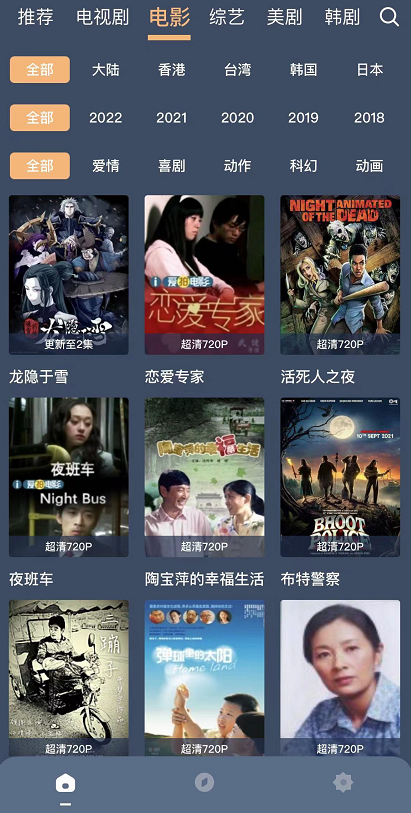 推荐 电视剧 电影 综艺 美剧 韩剧
全部 大陆 香港 台湾 韩国 日本
全部 2022 2021 2020 2019 2018
全部 爱情 喜剧 动作 科幻 动画
NIGHT ANIMATED
OF THE DEAD
i 爱拍电影
恋爱专家
更新至2集
超清720P
超清720P
龙隐于雪
恋爱专家
活死人之夜
夜班车
i 爱拍电影
Night Bus
陶宝萍的幸福生活
10TH SEPT 2021
BHOOT
POLICE
超清720P
超清720P
超清720P
夜班车
陶宝萍的幸福生活
布特警察
三蹦子
弹球里的太阳
Home land
超清720P
超清720P
超清720P